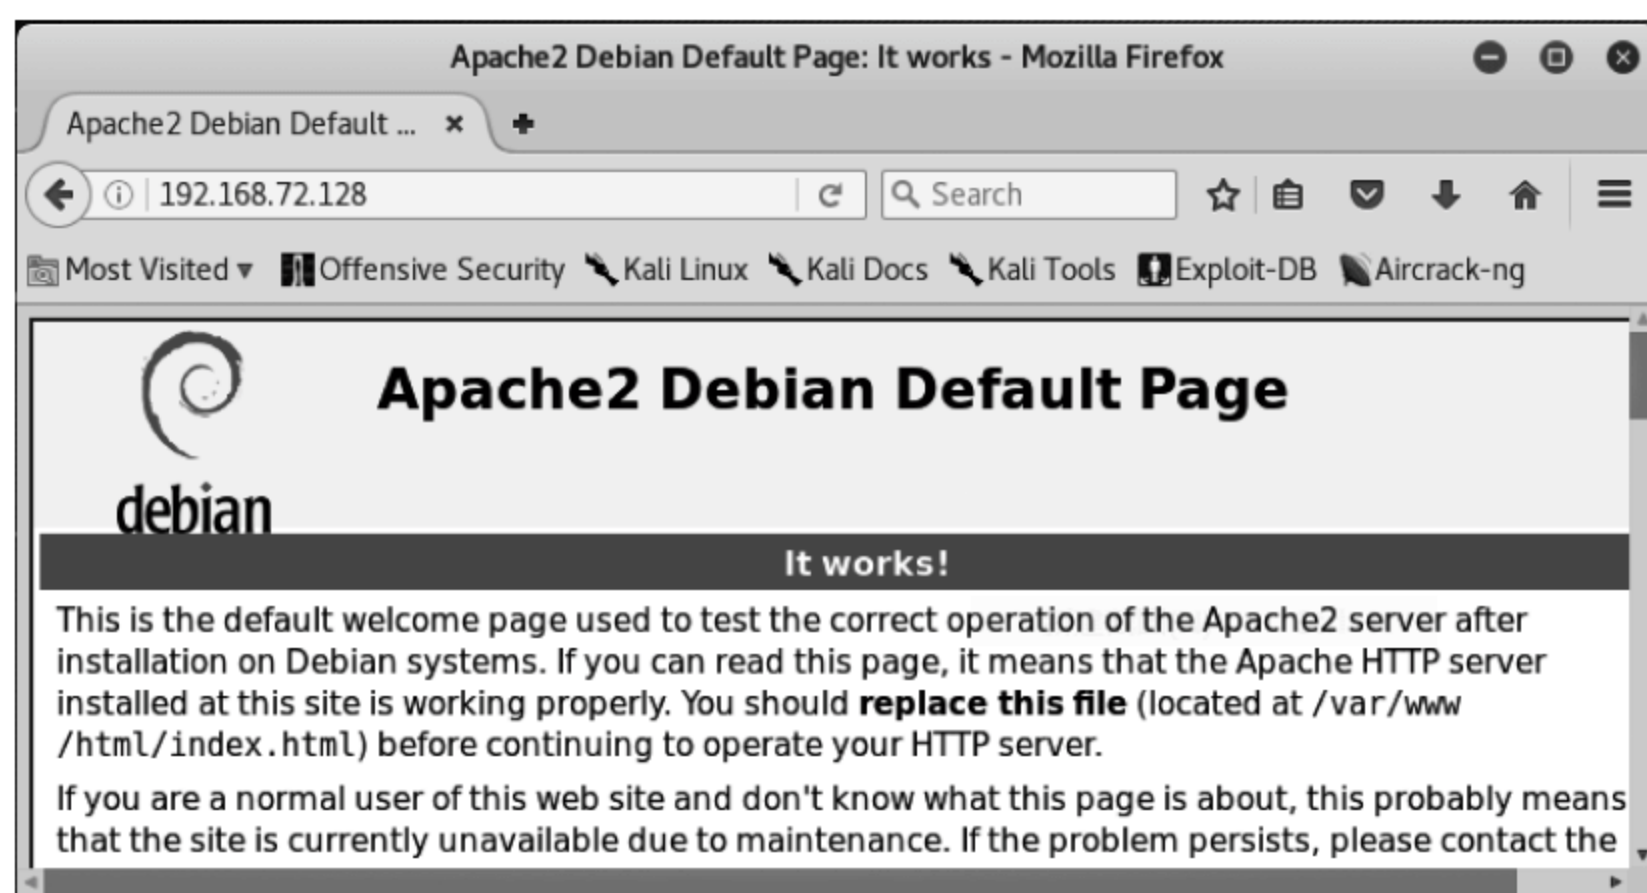 Apache2 Debian Default Page: It works - Mozilla Firefox
Apache2 Debian Default ...
192.168.72.128
Search
Most Visited Offensive Security Kali Linux Kali Docs Kali Tools Exploit-DB Aircrack-ng
debian
Apache2 Debian Default Page
It works!
This is the default welcome page used to test the correct operation of the Apache2 server after
installation on Debian systems. If you can read this page, it means that the Apache HTTP server
installed at this site is working properly. You should replace this file (located at /var/www
/html/index.html) before continuing to operate your HTTP server.
If you are a normal user of this web site and don't know what this page is about, this probably means
that the site is currently unavailable due to maintenance. If the problem persists, please contact the